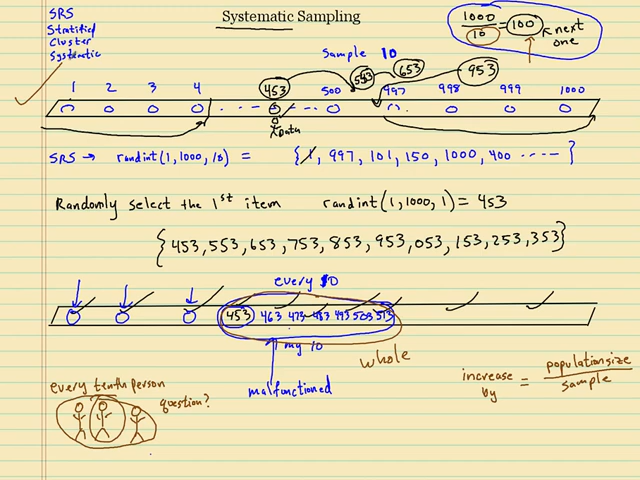 SRS
Stratified
Cluster
Systematic
Systematic Sampling
1000/10 = 100
next one
Sample 10
453 553 653 953
1 2 3 4 500 997 998 999 1000
x Data
SRS → randint(1,1000,10) = {1, 997, 101, 150, 1000, 400 ----- }
Randomly select the 1st item randint(1,1000,1) = 453
{453,553,653,753,853,953,053,153,253,353}
every 10
453 463 473 483 493 503 513
my 10
whole
malfunctioned
every tenth person
question?
increase by = population size / sample